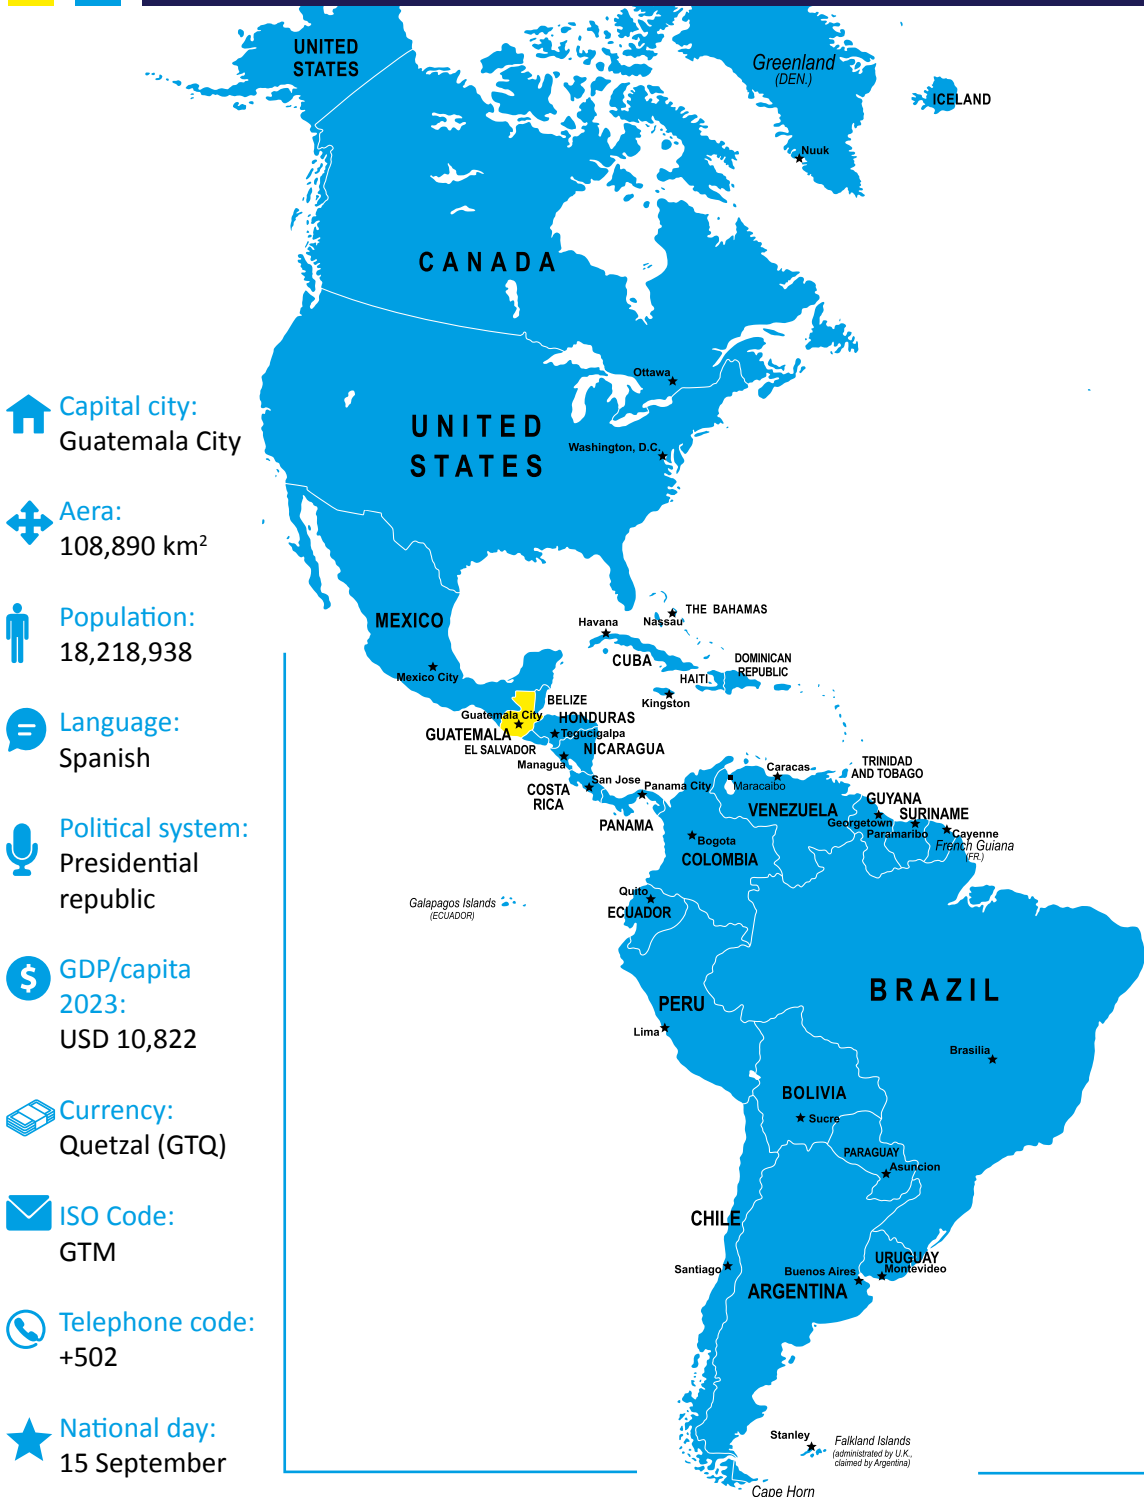 UNITED
STATES
Greenland
(DEN.)
ICELAND
Nuuk
CANADA
Ottawa
UNITED
STATES
Washington, D.C.
Capital city:
Guatemala City
Aera:
108,890 km²
Population:
18,218,938
Language:
Spanish
Political system:
Presidential
republic
GDP/capita
2023:
USD 10,822
Currency:
Quetzal (GTQ)
ISO Code:
GTM
Telephone code:
+502
National day:
15 September
MEXICO
Mexico City
THE BAHAMAS
Nassau
Havana
CUBA
DOMINICAN
REPUBLIC
HAITI
Kingston
BELIZE
Guatemala City
HONDURAS
GUATEMALA
Tegucigalpa
EL SALVADOR
NICARAGUA
Managua
COSTA
RICA
San Jose
Panama City
PANAMA
Caracas
Maracaibo
TRINIDAD
AND TOBAGO
VENEZUELA
GUYANA
Georgetown
SURINAME
Paramaribo
Cayenne
French Guiana
(FR.)
Bogota
COLOMBIA
Galapagos Islands
(ECUADOR)
Quito
ECUADOR
PERU
Lima
BRAZIL
Brasilia
BOLIVIA
Sucre
PARAGUAY
Asuncion
CHILE
Santiago
URUGUAY
Montevideo
Buenos Aires
ARGENTINA
Stanley
Falkland Islands
(administrated by U.K.,
claimed by Argentina)
Cape Horn